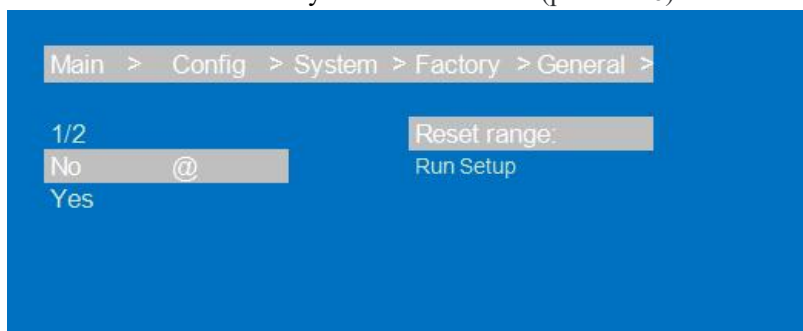 Main > Config > System > Factory > General >
1/2 Reset range:
No @ Run Setup
Yes